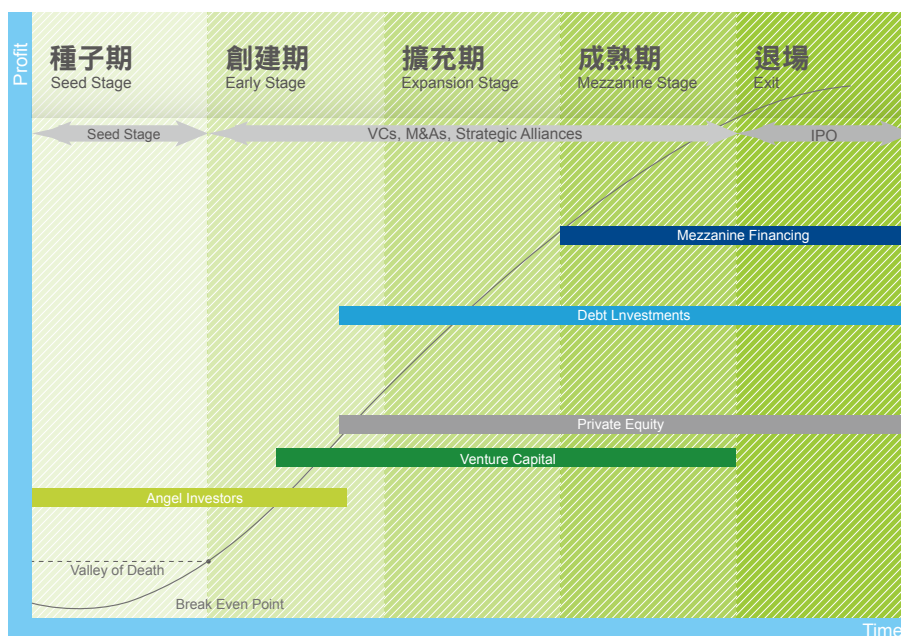 Profit
種子期
Seed Stage
創建期
Early Stage
擴充期
Expansion Stage
成熟期
Mezzanine Stage
退場
Exit
Seed Stage
VCs, M&As, Strategic Alliances
IPO
Mezzanine Financing
Debt Lnvestments
Private Equity
Venture Capital
Angel Investors
Valley of Death
Break Even Point
Time